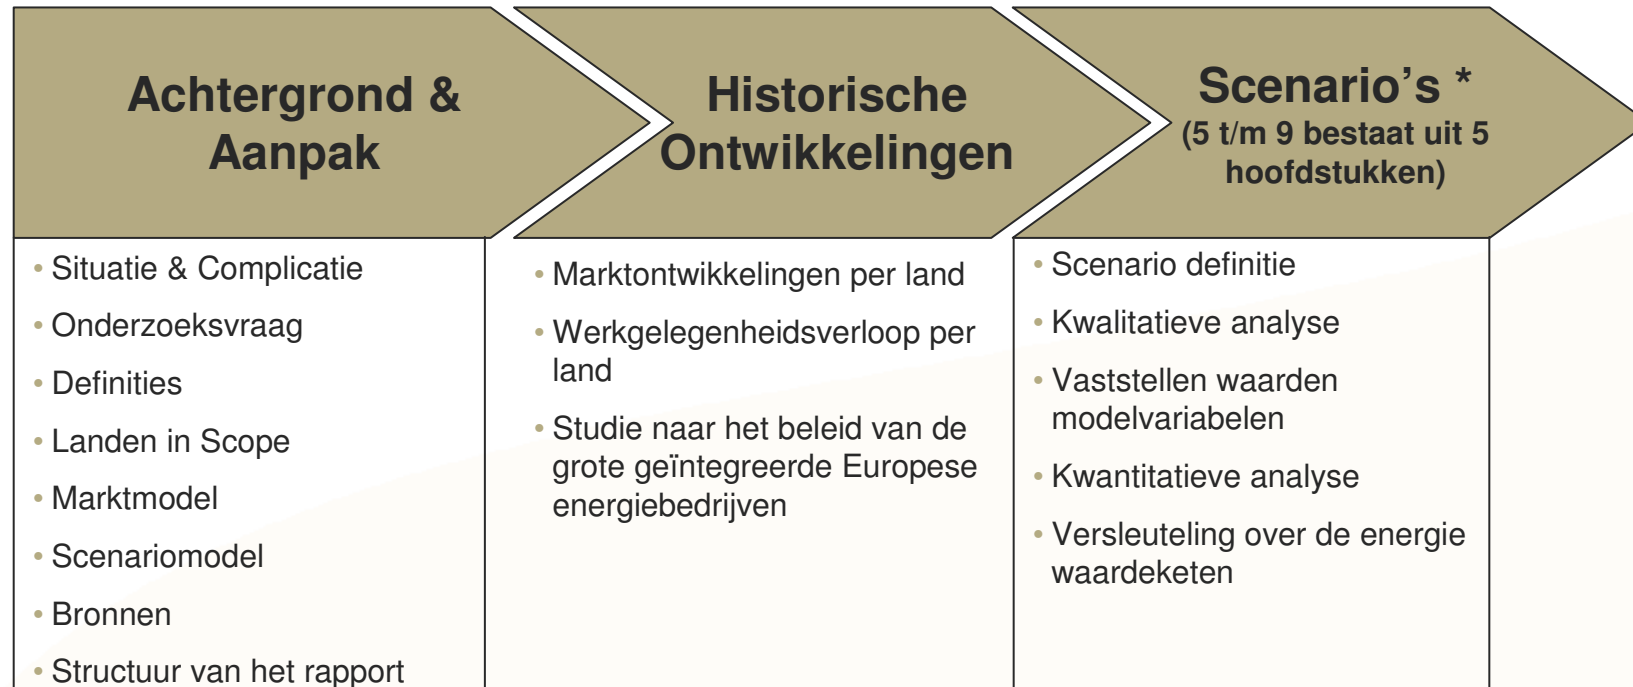 Achtergrond &
Aanpak
Historische
Ontwikkelingen
Scenario’s *
(5 t/m 9 bestaat uit 5
hoofdstukken)
• Situatie & Complicatie
• Onderzoeksvraag
• Definities
• Landen in Scope
• Marktmodel
• Scenariomodel
• Bronnen
• Structuur van het rapport
• Marktontwikkelingen per land
• Werkgelegenheidsverloop per
land
• Studie naar het beleid van de
grote geïntegreerde Europese
energiebedrijven
• Scenario definitie
• Kwalitatieve analyse
• Vaststellen waarden
modelvariabelen
• Kwantitatieve analyse
• Versleuteling over de energie
waardeketen